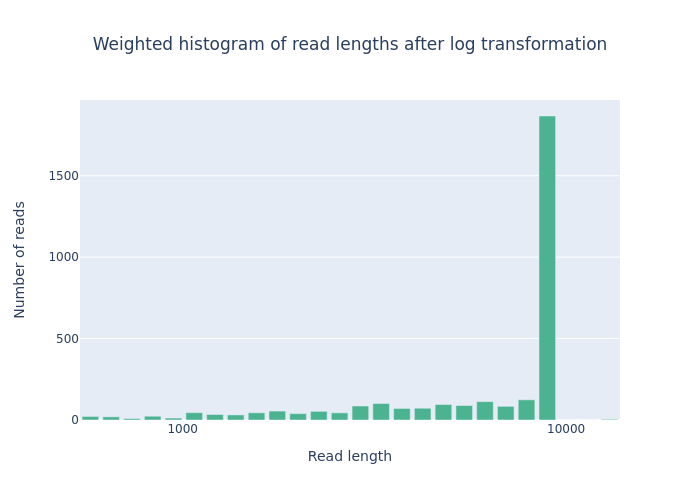 Weighted histogram of read lengths after log transformation
Number of reads
1500
1000
500
0
1000
10000
Read length